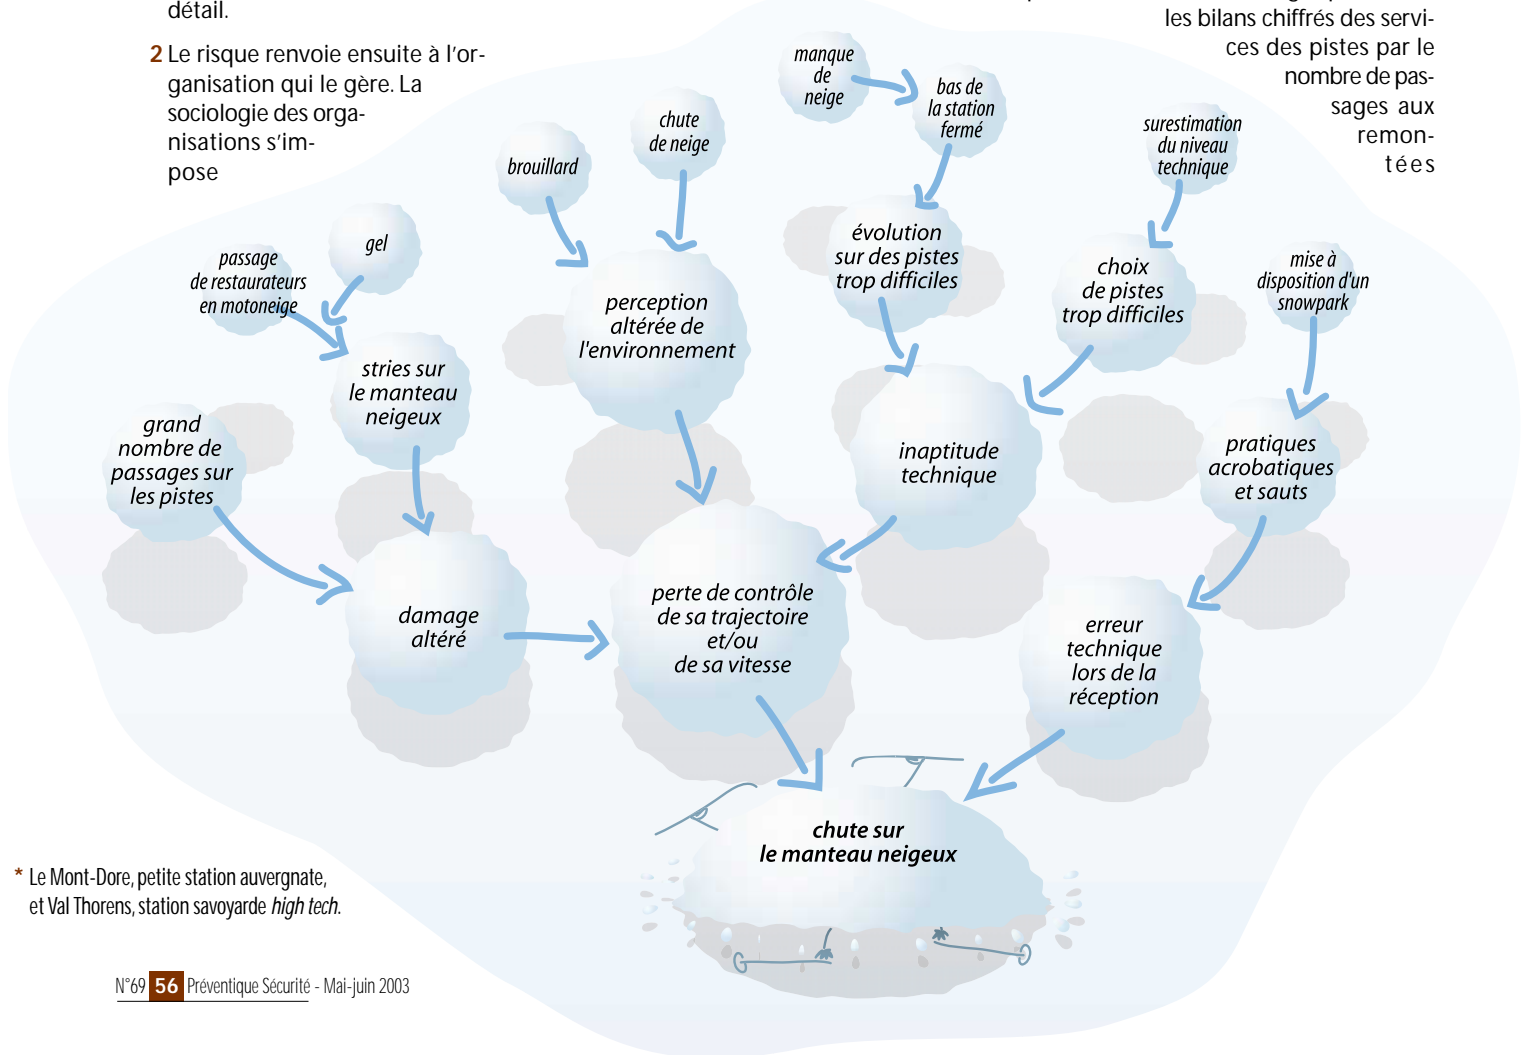 détail.
2 Le risque renvoie ensuite à l'or-
ganisation qui le gère. La
sociologie des orga-
nisations s'im-
pose
les bilans chiffrés des servi-
ces des pistes par le
nombre de pas-
sages aux
remon-
tées
manque
de
neige
bas de
la station
fermé
chute
de neige
brouillard
surestimation
du niveau
technique
gel
passage
de restaurateurs
en motoneige
évolution
sur des pistes
trop difficiles
choix
de pistes
trop difficiles
mise à
disposition d'un
snowpark
perception
altérée de
l'environnement
stries sur
le manteau
neigeux
grand
nombre de
passages sur
les pistes
inaptitude
technique
pratiques
acrobatiques
et sauts
damage
altéré
perte de contrôle
de sa trajectoire
et/ou
de sa vitesse
erreur
technique
lors de la
réception
chute sur
le manteau neigeux
* Le Mont-Dore, petite station auvergnate,
et Val Thorens, station savoyarde high tech.
N°69 56 Préventique Sécurité - Mai-juin 2003